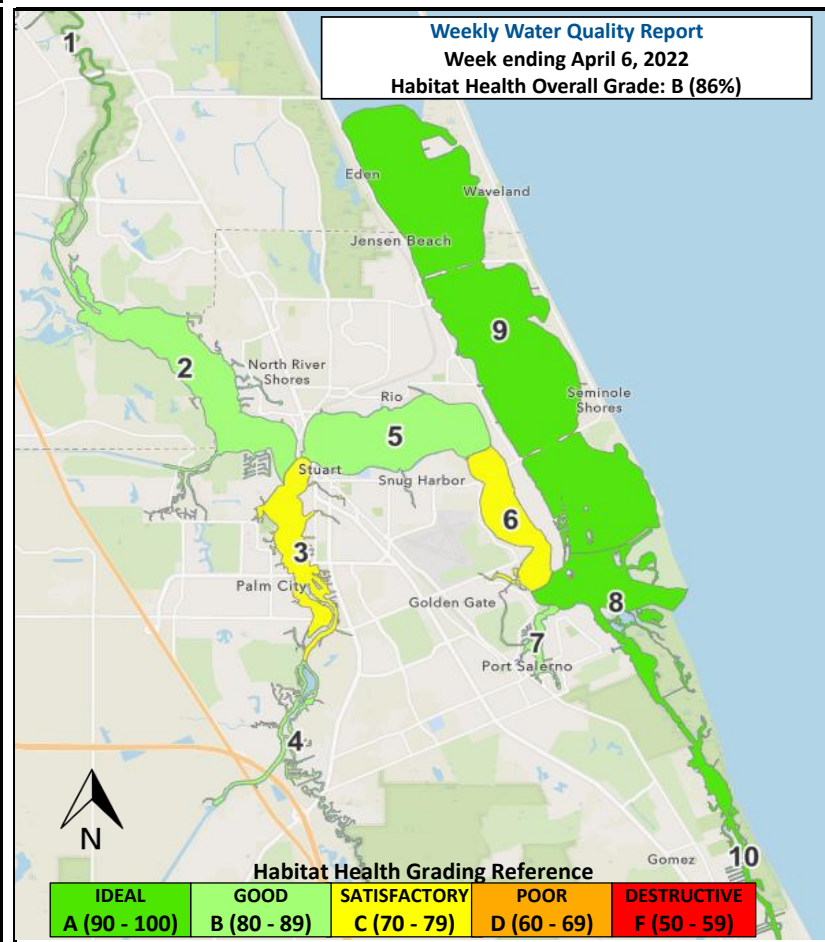 Weekly Water Quality Report
Week ending April 6, 2022
Habitat Health Overall Grade: B (86%)
1
Eden
Waveland
Jensen Beach
9
2
North River
Shores
Rio
Seminole
Shores
5
Stuart
Snug Harbor
6
3
Palm City
Golden Gate
8
7
Port Salerno
4
N
Gomez
10
Habitat Health Grading Reference
IDEAL
A (90 - 100)
GOOD
B (80 - 89)
SATISFACTORY
C (70 - 79)
POOR
D (60 - 69)
DESTRUCTIVE
F (50 - 59)